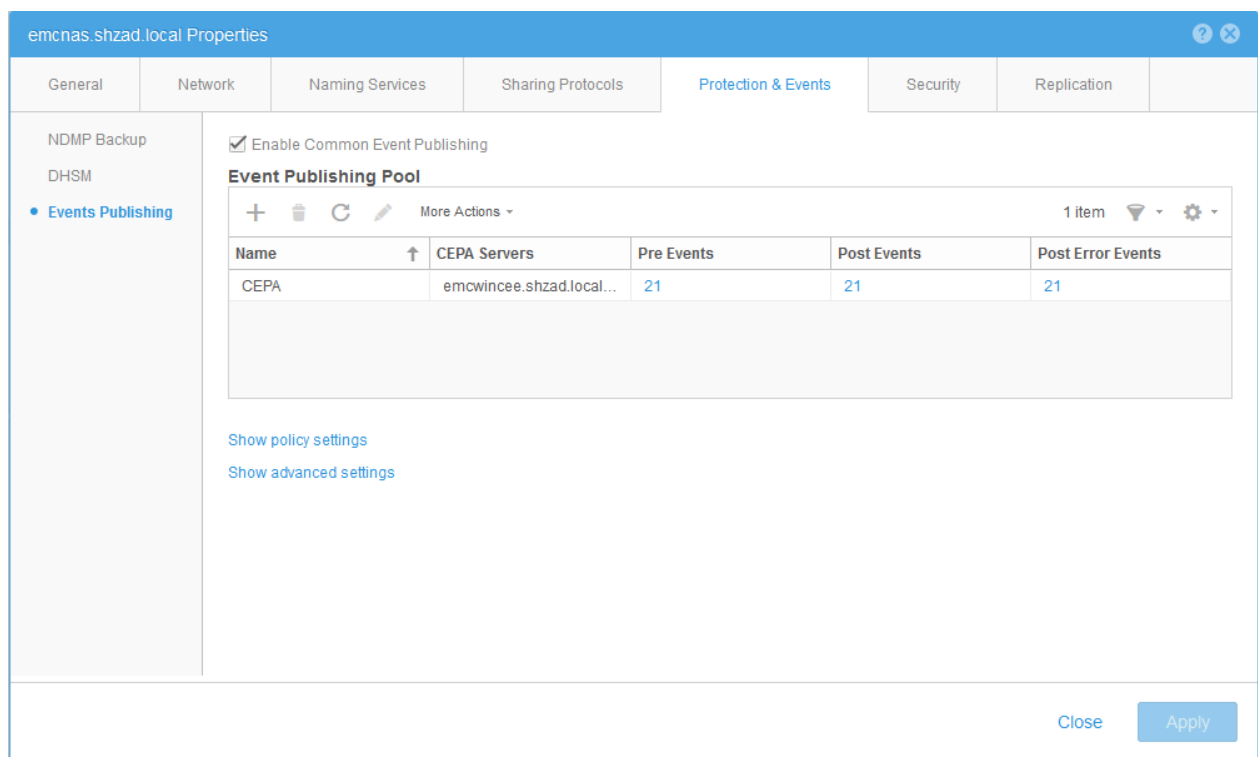 emcnas.shzad.local Properties
General Network Naming Services Sharing Protocols Protection & Events Security Replication
NDMP Backup
DHSM
Events Publishing
Enable Common Event Publishing
Event Publishing Pool
More Actions 1 item
Name CEPA Servers Pre Events Post Events Post Error Events
CEPA emcwincee.shzad.local... 21 21 21
Show policy settings
Show advanced settings
Close Apply